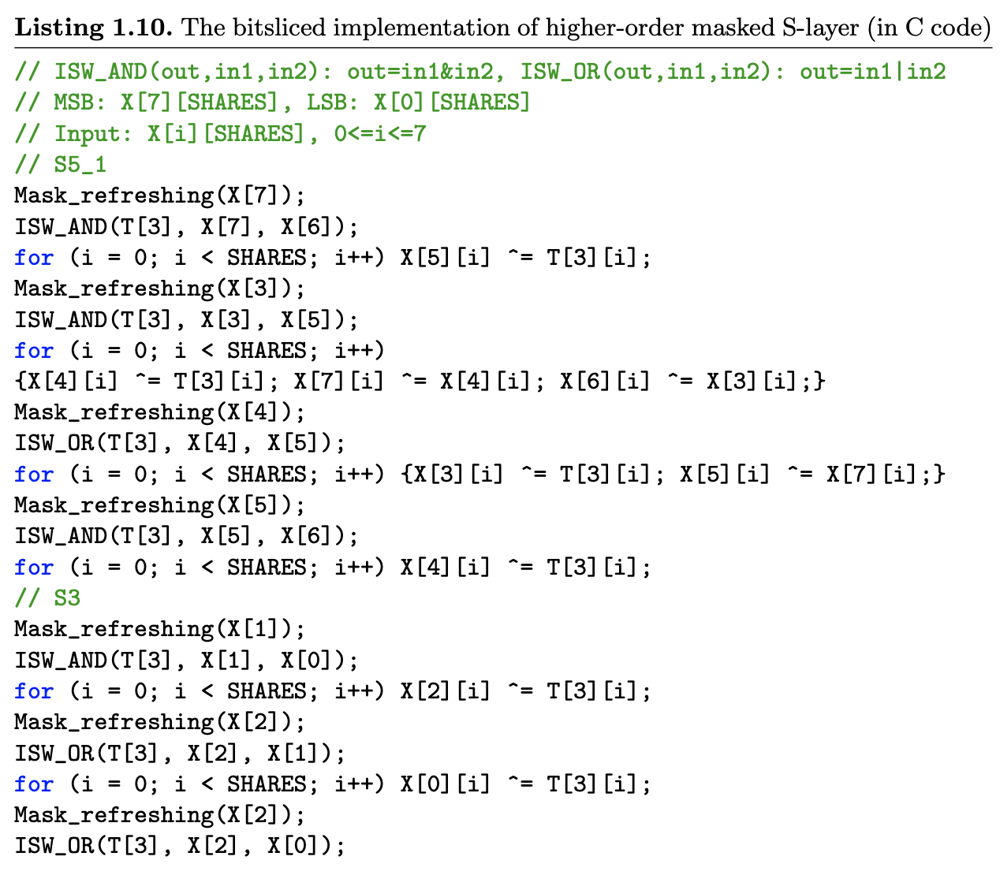 Listing 1.10. The bitsliced implementation of higher-order masked S-layer (in C code)
// ISW_AND(out,in1,in2): out=in1&in2, ISW_OR(out,in1,in2): out=in1|in2
// MSB: X[7][SHARES], LSB: X[0][SHARES]
// Input: X[i][SHARES], 0<=i<=7
// S5_1
Mask_refreshing(X[7]);
ISW_AND(T[3], X[7], X[6]);
for (i = 0; i < SHARES; i++) X[5][i] ^= T[3][i];
Mask_refreshing(X[3]);
ISW_AND(T[3], X[3], X[5]);
for (i = 0; i < SHARES; i++)
{X[4][i] ^= T[3][i]; X[7][i] ^= X[4][i]; X[6][i] ^= X[3][i];}
Mask_refreshing(X[4]);
ISW_OR(T[3], X[4], X[5]);
for (i = 0; i < SHARES; i++) {X[3][i] ^= T[3][i]; X[5][i] ^= X[7][i];}
Mask_refreshing(X[5]);
ISW_AND(T[3], X[5], X[6]);
for (i = 0; i < SHARES; i++) X[4][i] ^= T[3][i];
// S3
Mask_refreshing(X[1]);
ISW_AND(T[3], X[1], X[0]);
for (i = 0; i < SHARES; i++) X[2][i] ^= T[3][i];
Mask_refreshing(X[2]);
ISW_OR(T[3], X[2], X[1]);
for (i = 0; i < SHARES; i++) X[0][i] ^= T[3][i];
Mask_refreshing(X[2]);
ISW_OR(T[3], X[2], X[0]);